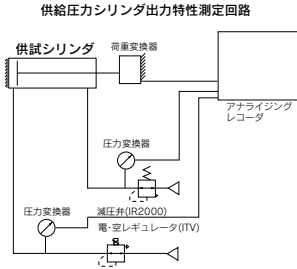 供給圧力シリンダ出力特性測定回路
供試シリンダ
荷重変換器
アナライジング
レコーダ
圧力変換器
圧力変換器
減圧弁(IR2000)
電・空レギュレータ(ITV)